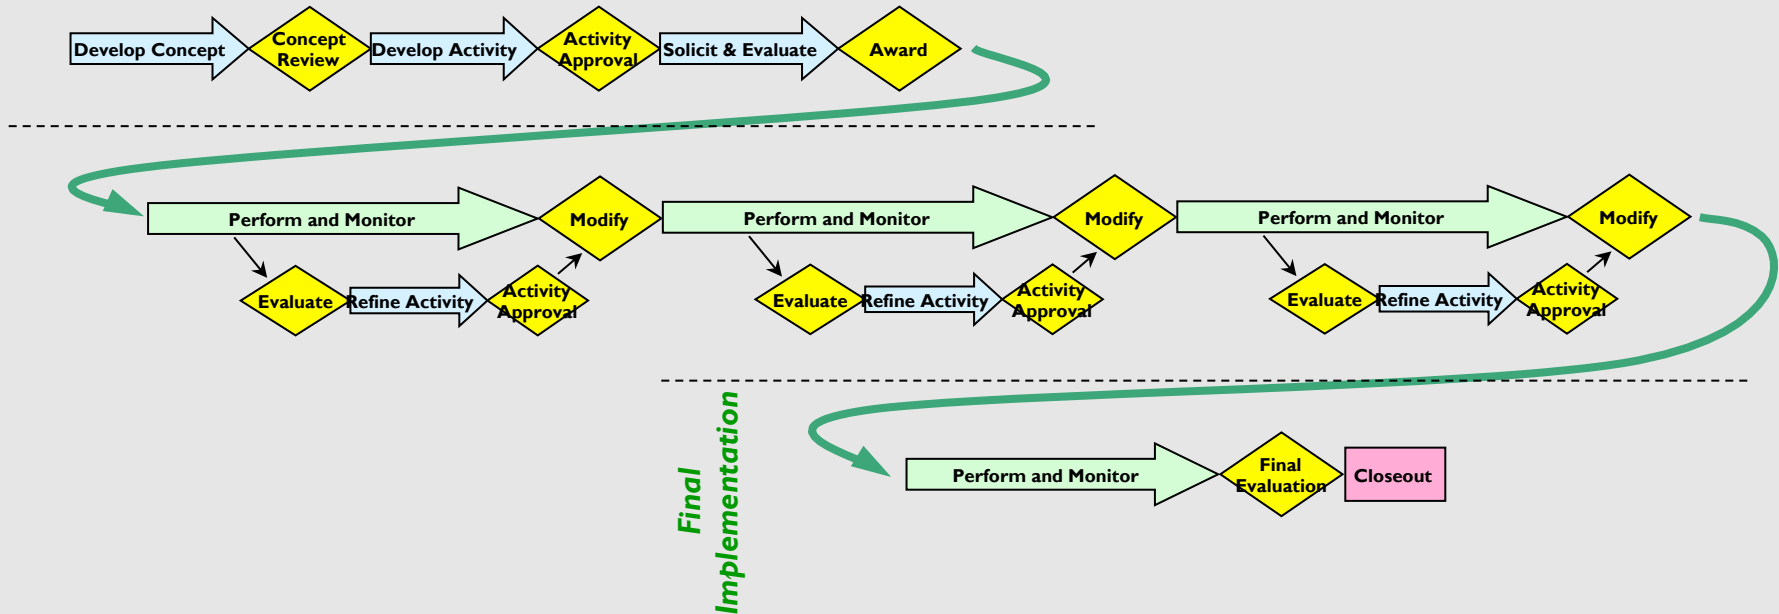 Develop Concept
Concept
Review
Develop Activity
Activity
Approval
Solicit & Evaluate
Award
Perform and Monitor
Modify
Perform and Monitor
Modify
Perform and Monitor
Modify
Evaluate
Refine Activity
Activity
Approval
Evaluate
Refine Activity
Activity
Approval
Evaluate
Refine Activity
Activity
Approval
Final
Implementation
Perform and Monitor
Final
Evaluation
Closeout